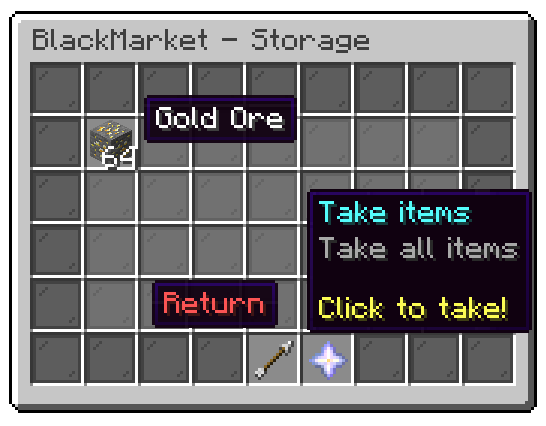 BlackMarket - Storage
Gold Ore
64
Take items
Take all items
Click to take!
Return